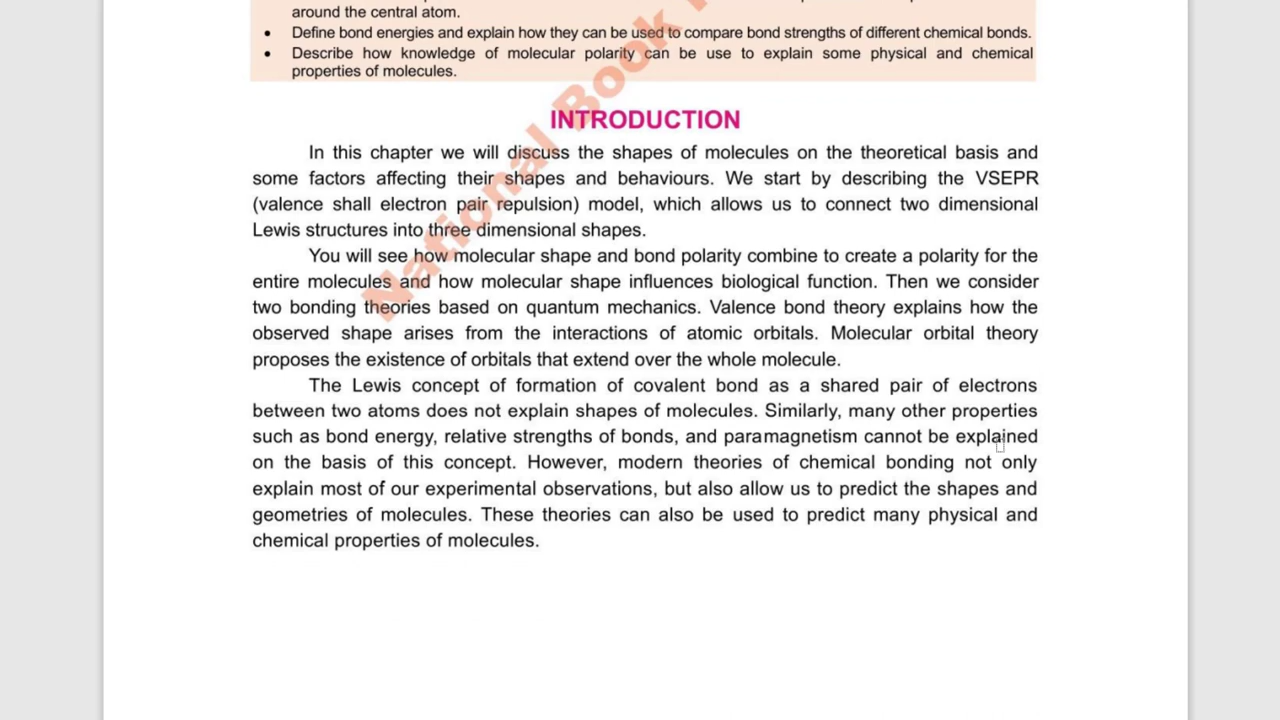 around the central atom.
• Define bond energies and explain how they can be used to compare bond strengths of different chemical bonds.
• Describe how knowledge of molecular polarity can be use to explain some physical and chemical
properties of molecules.
National Book
INTRODUCTION
In this chapter we will discuss the shapes of molecules on the theoretical basis and
some factors affecting their shapes and behaviours. We start by describing the VSEPR
(valence shall electron pair repulsion) model, which allows us to connect two dimensional
Lewis structures into three dimensional shapes.
You will see how molecular shape and bond polarity combine to create a polarity for the
entire molecules and how molecular shape influences biological function. Then we consider
two bonding theories based on quantum mechanics. Valence bond theory explains how the
observed shape arises from the interactions of atomic orbitals. Molecular orbital theory
proposes the existence of orbitals that extend over the whole molecule.
The Lewis concept of formation of covalent bond as a shared pair of electrons
between two atoms does not explain shapes of molecules. Similarly, many other properties
such as bond energy, relative strengths of bonds, and paramagnetism cannot be explained
on the basis of this concept. However, modern theories of chemical bonding not only
explain most of our experimental observations, but also allow us to predict the shapes and
geometries of molecules. These theories can also be used to predict many physical and
chemical properties of molecules.